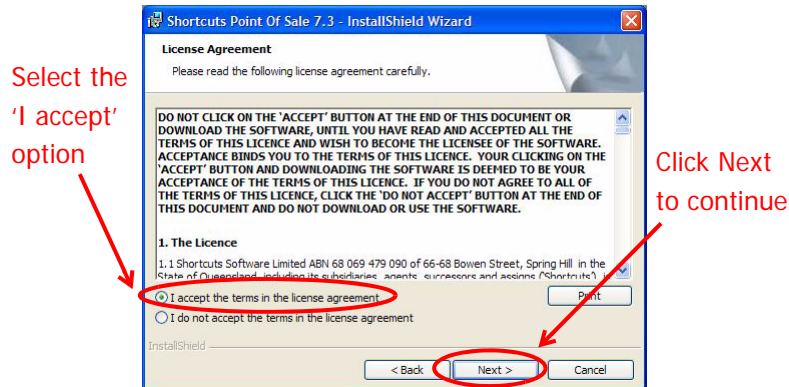 Shortcuts Point Of Sale 7.3 - InstallShield Wizard
License Agreement
Please read the following license agreement carefully.
Select the
'I accept'
option
DO NOT CLICK ON THE 'ACCEPT' BUTTON AT THE END OF THIS DOCUMENT OR
DOWNLOAD THE SOFTWARE, UNTIL YOU HAVE READ AND ACCEPTED ALL THE
TERMS OF THIS LICENCE AND WISH TO BECOME THE LICENSEE OF THE SOFTWARE.
ACCEPTANCE BINDS YOU TO THE TERMS OF THIS LICENCE. YOUR CLICKING ON THE
'ACCEPT' BUTTON AND DOWNLOADING THE SOFTWARE IS DEEMED TO BE YOUR
ACCEPTANCE OF THE TERMS OF THIS LICENCE. IF YOU DO NOT AGREE TO ALL OF
THE TERMS OF THIS LICENCE, CLICK THE 'DO NOT ACCEPT' BUTTON AT THE END OF
THIS DOCUMENT AND DO NOT DOWNLOAD OR USE THE SOFTWARE.
Click Next
to continue
1. The Licence
1.1 Shortcuts Software Limited ABN 68 069 479 090 of 66-68 Bowen Street, Spring Hill in the
State of Queensland, including its subsidiaries, agents, successors and assigns ('Shortcuts'), is
I accept the terms in the license agreement
Print
I do not accept the terms in the license agreement
InstallShield
< Back
Next >
Cancel